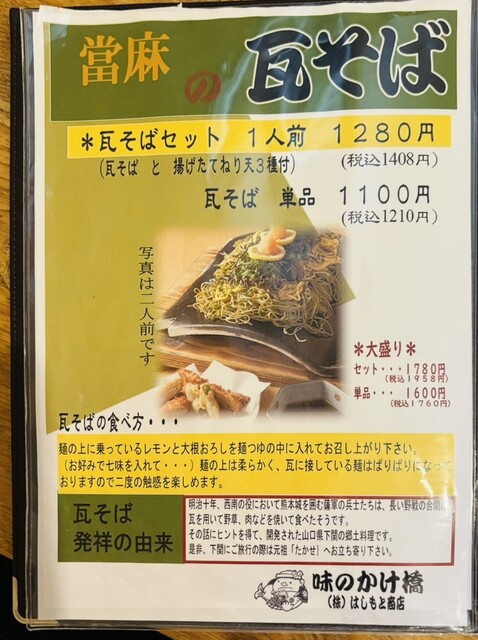 當麻の瓦そば
＊瓦そばセット　1人前　1280円
(瓦そば　と　揚げたてねり天3種付)　(税込1408円)
瓦そば　単品　1100円
(税込1210円)
写真は二人前です
＊大盛り＊
セット・・・1780円
(税込1958円)
単品・・・1600円
(税込1760円)
瓦そばの食べ方・・・
麺の上に乗っているレモンと大根おろしを麺つゆの中に入れてお召し上がり下さい。
（お好みで七味を入れて・・・）麺の上は柔らかく、瓦に接している麺はぱりぱりになって
おりますので二度の触感を楽しめます。
瓦そば
発祥の由来
明治十年、西南の役において熊本城を囲む薩軍の兵士たちは、長い野戦の合間に
瓦を用いて野草、肉などを焼いて食べたそうです。
その話にヒントを得て、開発された山口県下関の郷土料理です。
是非、下関にご旅行の際は元祖「たかせ」へお立ち寄り下さい。
味のかけ橋
（株）はしもと商店